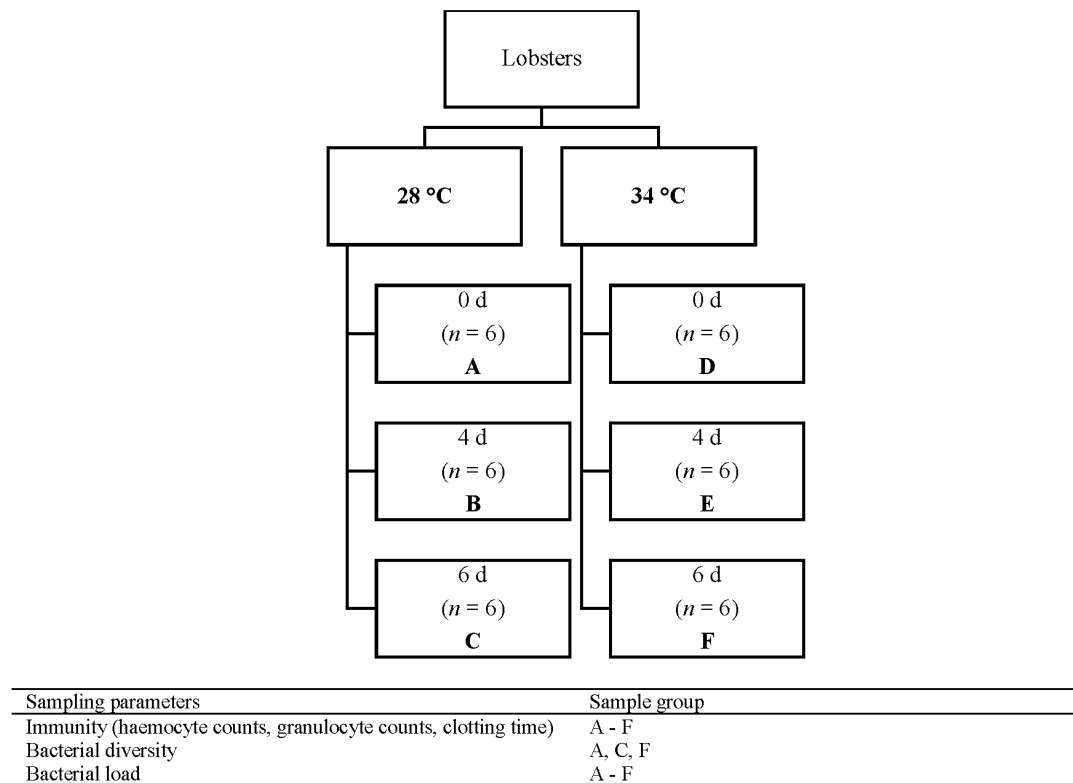 Lobsters
28 °C
34 °C
0 d
(n = 6)
A
0 d
(n = 6)
D
4 d
(n = 6)
B
4 d
(n = 6)
E
6 d
(n = 6)
C
6 d
(n = 6)
F
Sampling parameters Sample group
Immunity (haemocyte counts, granulocyte counts, clotting time) A - F
Bacterial diversity A, C, F
Bacterial load A - F